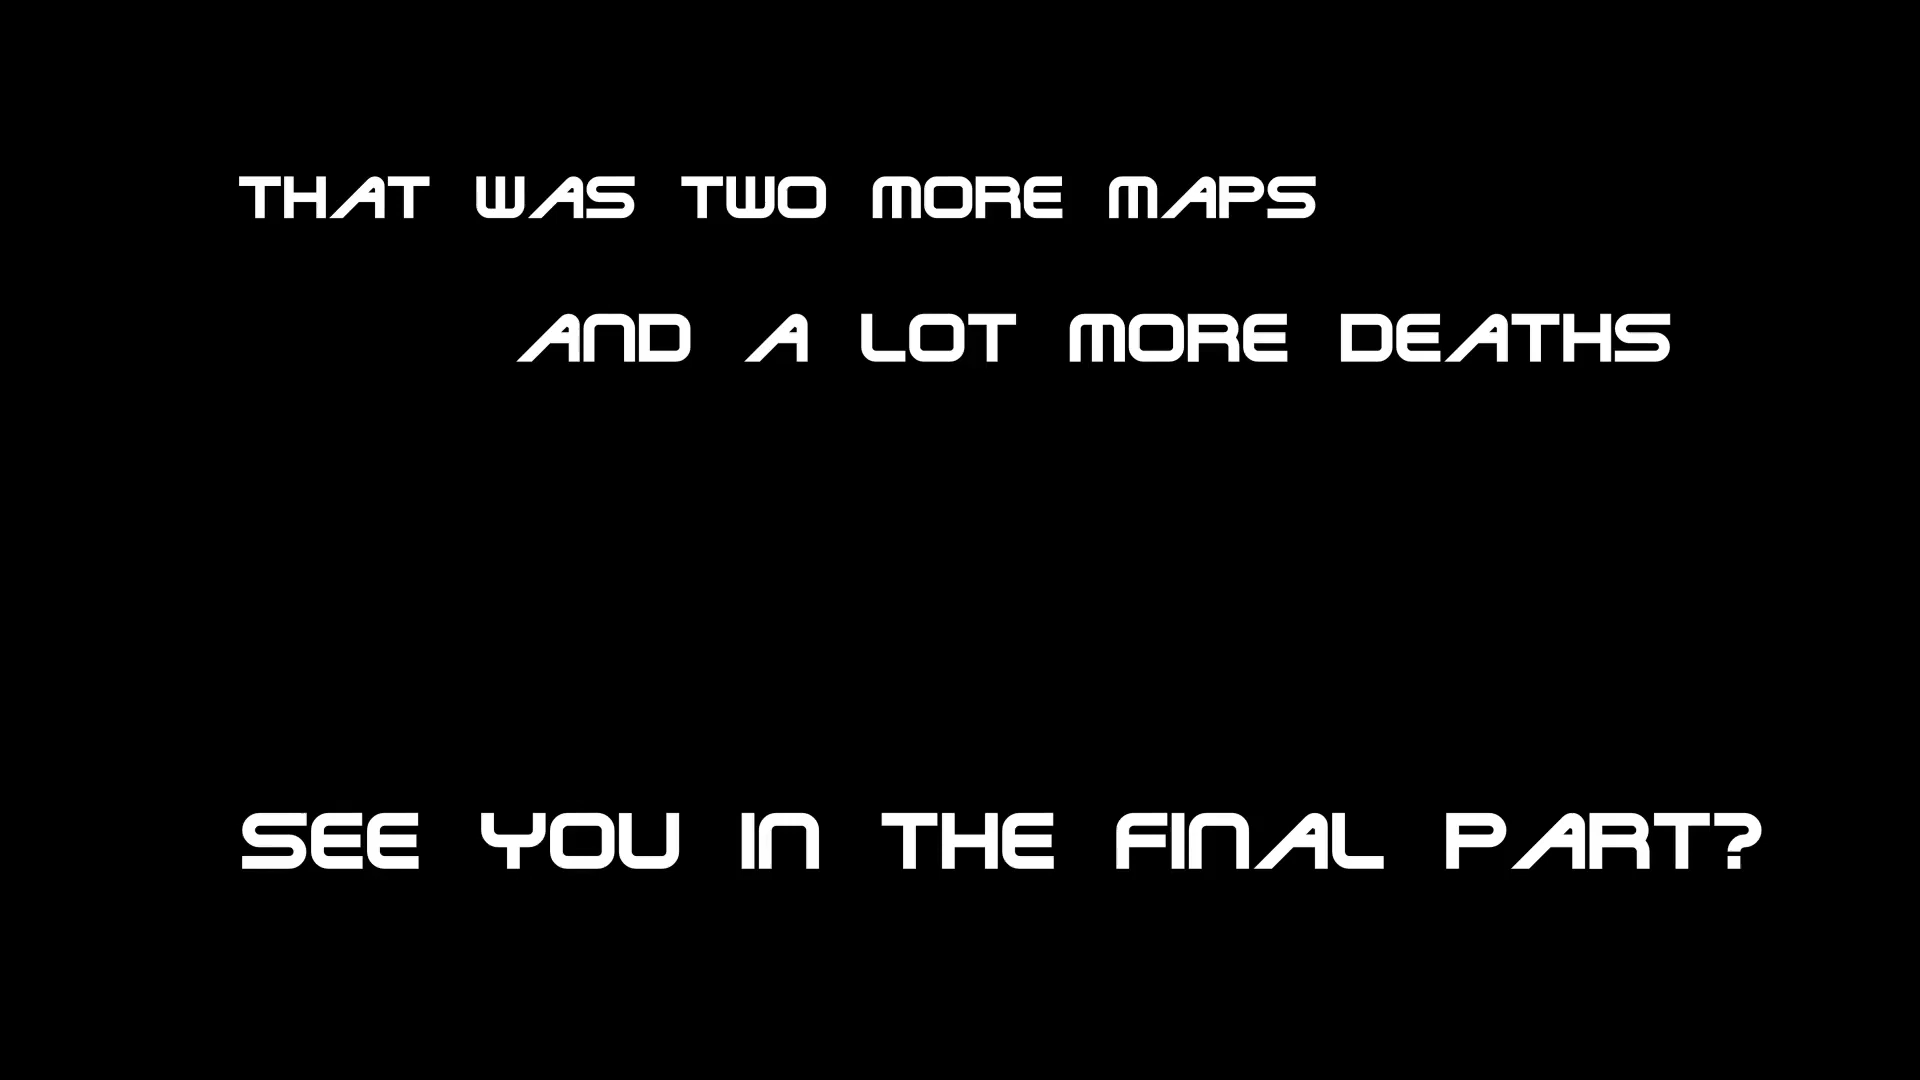 THAT WAS TWO MORE MAPS
AND A LOT MORE DEATHS
SEE YOU IN THE FINAL PART?